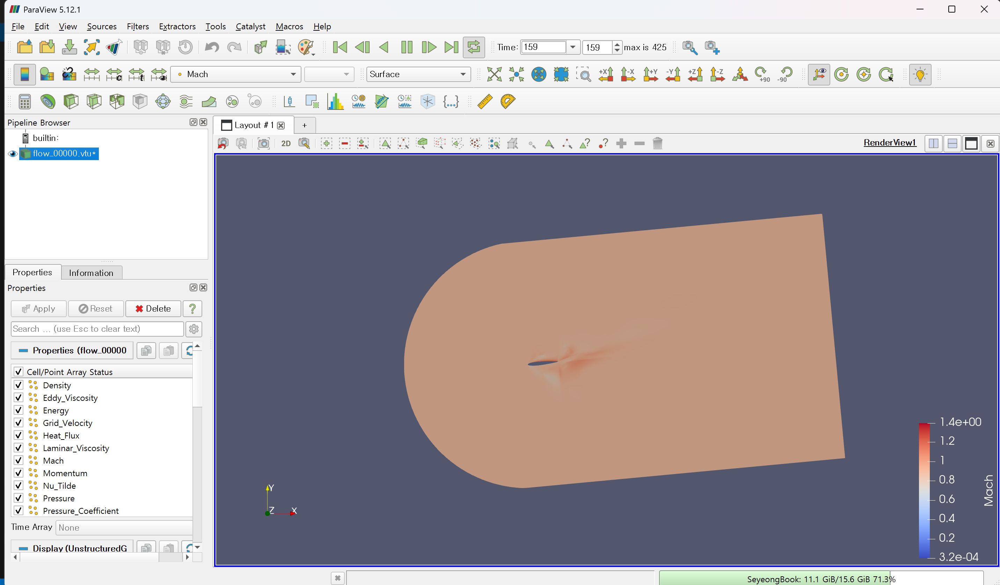 ParaView 5.12.1
File Edit View Sources Filters Extractors Tools Catalyst Macros Help
Time: 159 159 max is 425
Mach Surface +X -X +Y -Y +Z -Z +90 -90
Pipeline Browser
Layout #1 +
builtin:
2D RenderView1
flow_00000.vtu*
Properties Information
Properties
Apply Reset Delete ?
Search ... (use Esc to clear text)
Properties (flow_00000
Cell/Point Array Status
Density
Eddy_Viscosity
Energy
Grid_Velocity
Heat_Flux
Laminar_Viscosity
Mach
Momentum
Nu_Tilde
Pressure
Pressure_Coefficient
Time Array None
Display (UnstructuredG
Y
Z X
1.4e+00
1.2
1
0.8
0.6
0.4
0.2
3.2e-04
Mach
SeyeongBook: 11.1 GiB/15.6 GiB 71.3%